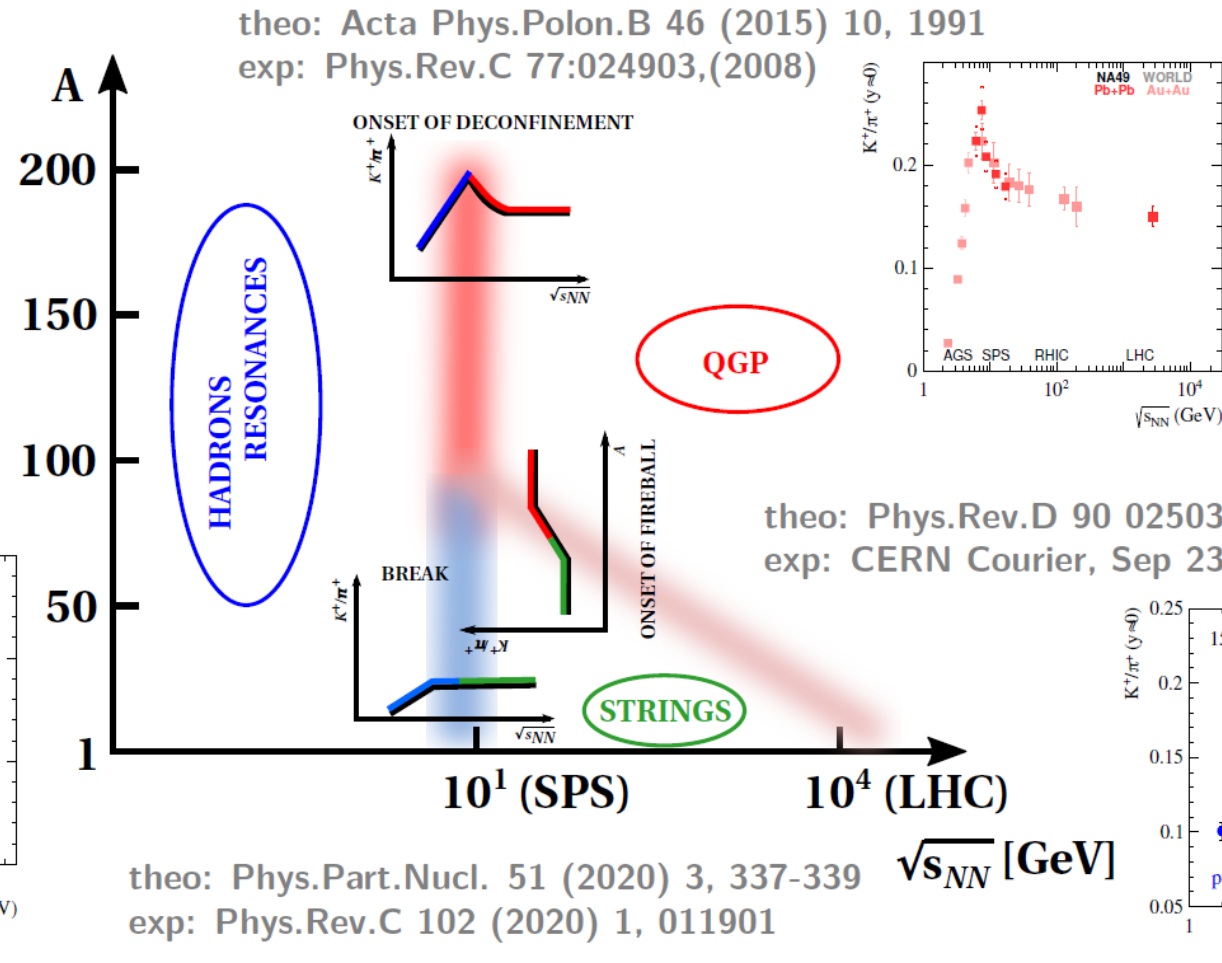 theo: Acta Phys.Polon.B 46 (2015) 10, 1991
exp: Phys.Rev.C 77:024903,(2008)
A
200
150
100
50
1
ONSET OF DECONFINEMENT
K⁺/π⁺
√sNN
HADRONS
RESONANCES
QGP
K⁺/π⁺ (y≈0)
NA49 WORLD
Pb+Pb Au+Au
0.2
0.1
0
AGS SPS RHIC LHC
1 10² 10⁴
√sNN (GeV)
A
ONSET OF FIREBALL
K⁺/π⁺
BREAK
K⁺/π⁺
√sNN
STRINGS
theo: Phys.Rev.D 90 02503
exp: CERN Courier, Sep 23
10¹ (SPS) 10⁴ (LHC)
√sNN [GeV]
K⁺/π⁺ (y≈0)
0.25
15
0.2
0.15
0.1
p
0.05
1
V)
theo: Phys.Part.Nucl. 51 (2020) 3, 337-339
exp: Phys.Rev.C 102 (2020) 1, 011901